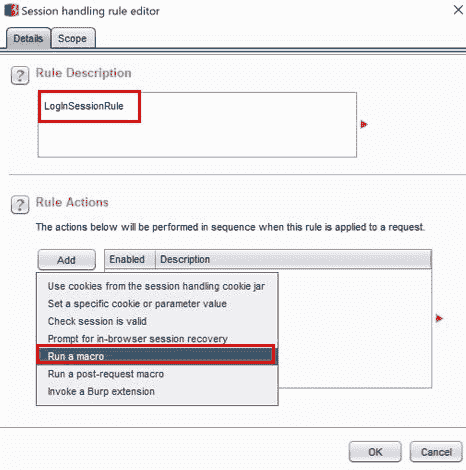 Session handling rule editor
Details
Scope
? Rule Description
LogInSessionRule
? Rule Actions
The actions below will be performed in sequence when this rule is applied to a request.
Add
Enabled
Description
Use cookies from the session handling cookie jar
Set a specific cookie or parameter value
Check session is valid
Prompt for in-browser session recovery
Run a macro
Run a post-request macro
Invoke a Burp extension
OK
Cancel